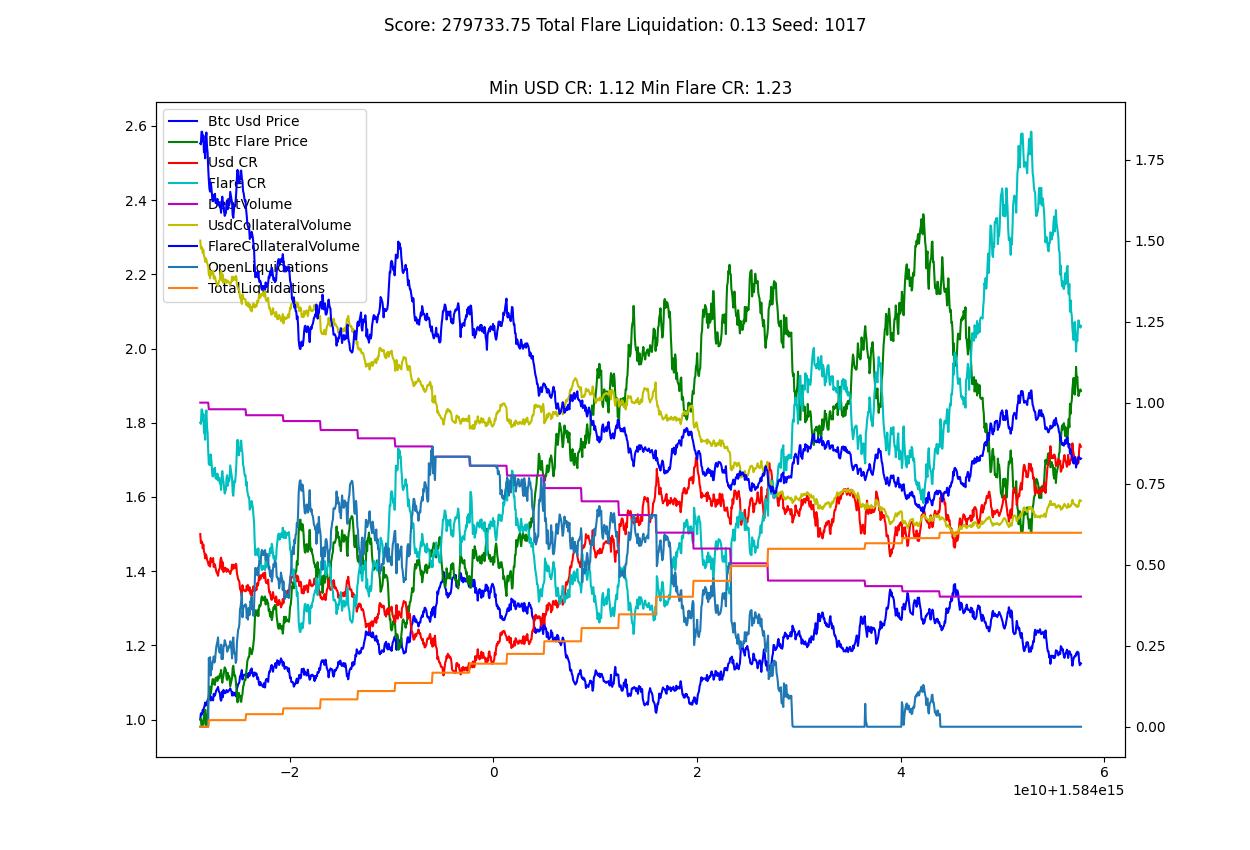 Score: 279733.75 Total Flare Liquidation: 0.13 Seed: 1017
Min USD CR: 1.12 Min Flare CR: 1.23
Btc Usd Price
Btc Flare Price
Usd CR
Flare CR
DebtVolume
UsdCollateralVolume
FlareCollateralVolume
OpenLiquidations
TotalLiquidations
2.6
2.4
2.2
2.0
1.8
1.6
1.4
1.2
1.0
1.75
1.50
1.25
1.00
0.75
0.50
0.25
0.00
−2 0 2 4 6
1e10+1.584e15